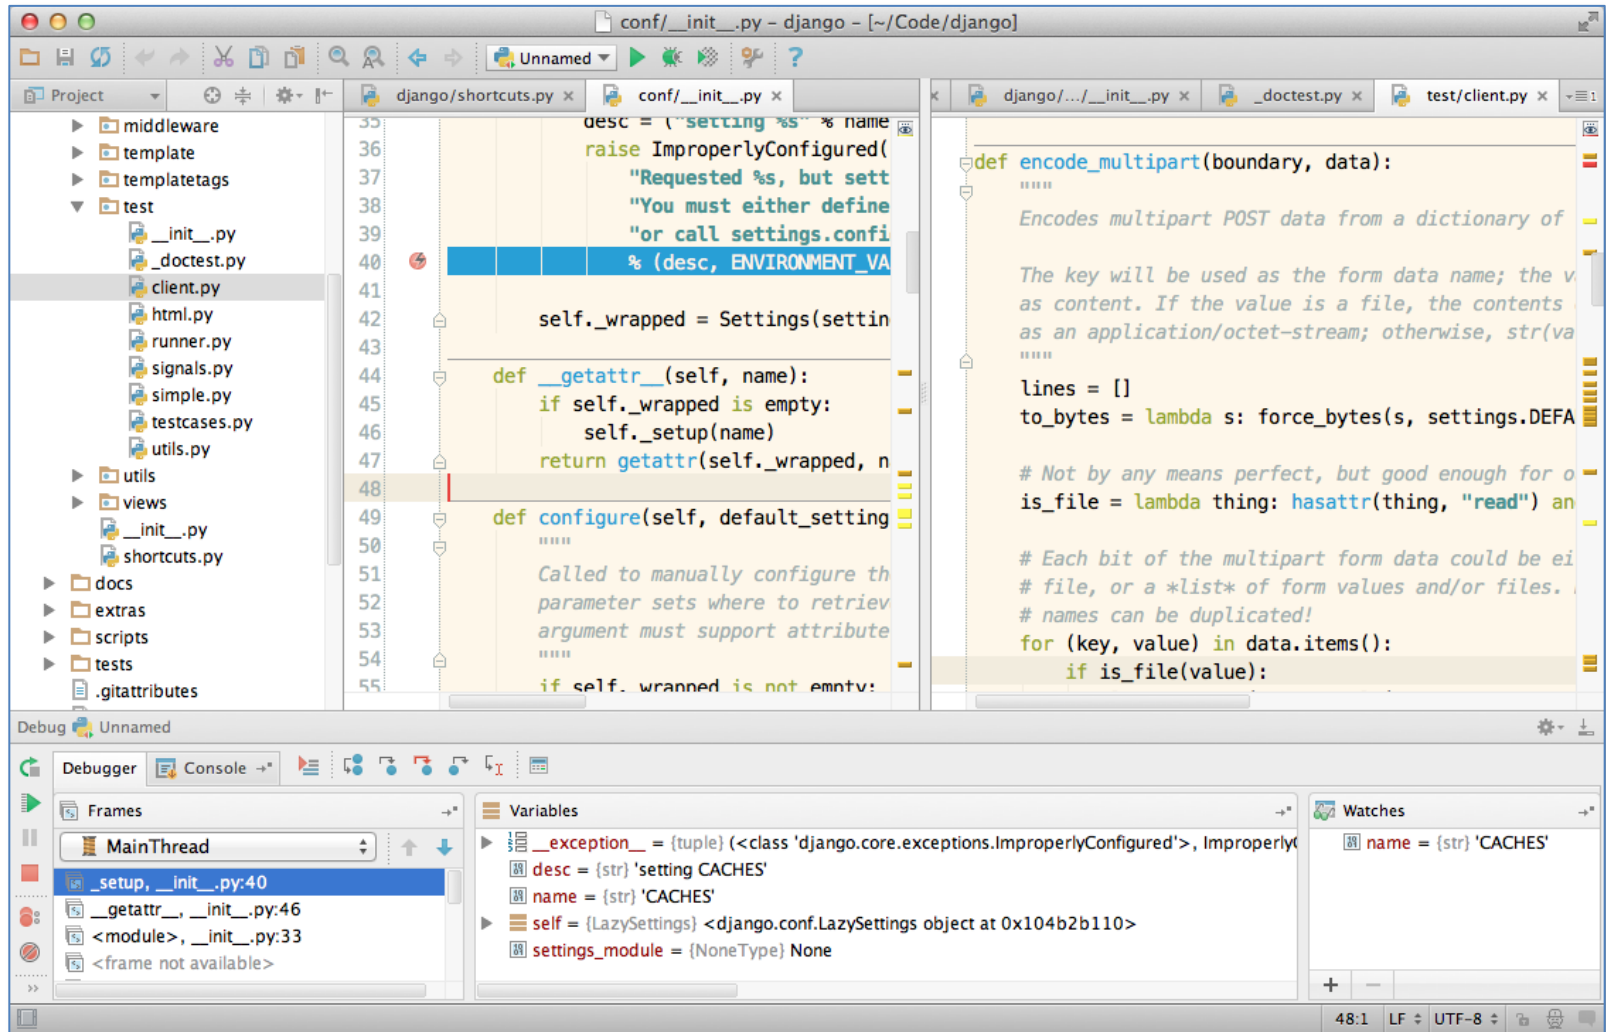 conf/__init__.py – django – [~/Code/django]
Unnamed
Project
django/shortcuts.py
conf/__init__.py
django/.../__init__.py
_doctest.py
test/client.py
1
middleware
template
templatetags
test
__init__.py
_doctest.py
client.py
html.py
runner.py
signals.py
simple.py
testcases.py
utils.py
utils
views
__init__.py
shortcuts.py
docs
extras
scripts
tests
.gitattributes
35 desc = ("setting %s" % name
36 raise ImproperlyConfigured(
37 "Requested %s, but sett
38 "You must either define
39 "or call settings.confi
40 % (desc, ENVIRONMENT_VA
41
42 self._wrapped = Settings(settin
43
44 def __getattr__(self, name):
45 if self._wrapped is empty:
46 self._setup(name)
47 return getattr(self._wrapped, n
48
49 def configure(self, default_setting
50 """
51 Called to manually configure th
52 parameter sets where to retriev
53 argument must support attribute
54 """
55 if self._wrapped is not empty:
def encode_multipart(boundary, data):
"""
Encodes multipart POST data from a dictionary of
The key will be used as the form data name; the v
as content. If the value is a file, the contents
as an application/octet-stream; otherwise, str(va
"""
lines = []
to_bytes = lambda s: force_bytes(s, settings.DEFA
# Not by any means perfect, but good enough for o
is_file = lambda thing: hasattr(thing, "read") an
# Each bit of the multipart form data could be ei
# file, or a *list* of form values and/or files.
# names can be duplicated!
for (key, value) in data.items():
if is_file(value):
Debug Unnamed
Debugger
Console
Frames
MainThread
_setup, __init__.py:40
__getattr__, __init__.py:46
<module>, __init__.py:33
<frame not available>
Variables
__exception__ = {tuple} (<class 'django.core.exceptions.ImproperlyConfigured'>, Improperly
desc = {str} 'setting CACHES'
name = {str} 'CACHES'
self = {LazySettings} <django.conf.LazySettings object at 0x104b2b110>
settings_module = {NoneType} None
Watches
name = {str} 'CACHES'
48:1 LF UTF-8